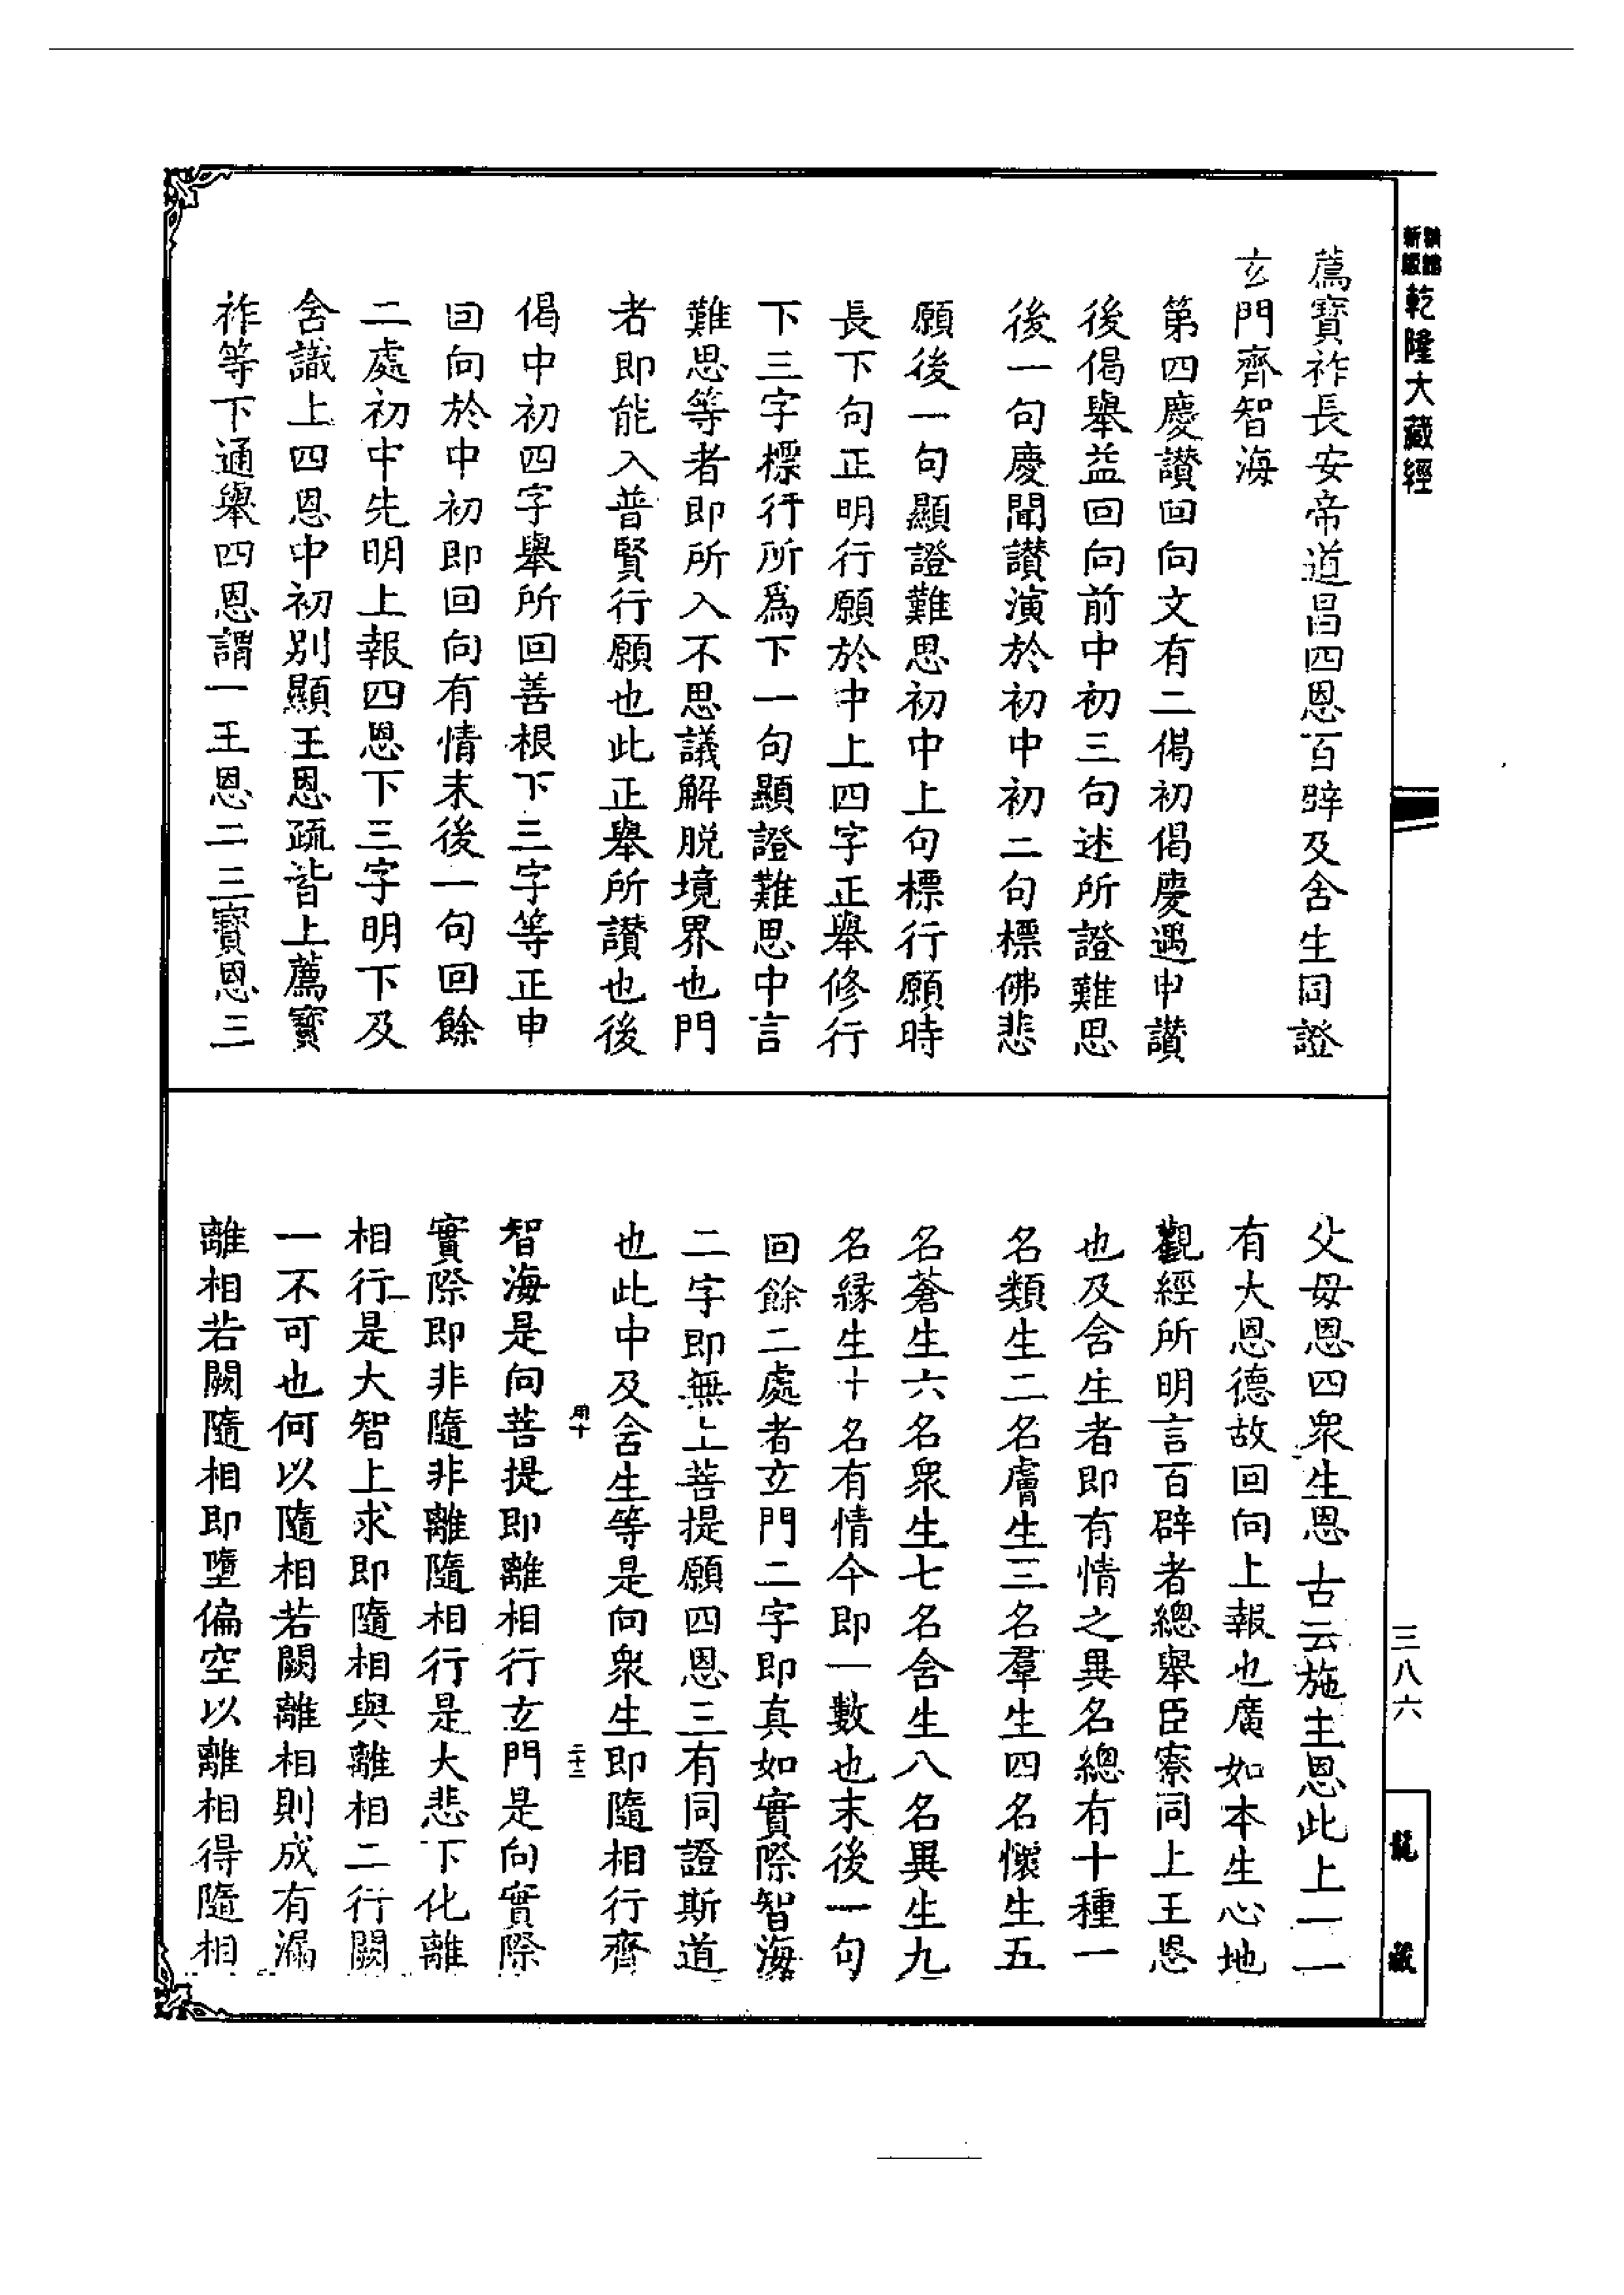 乾隆大藏經
薦寶祚長安帝道昌四恩百辟及含生同證
玄門齊智海
第四慶讃回向文有二偈初偈慶遇申讃
後偈舉益回向前中初三句述所證難思
後一句慶聞讃演於初中初二句標佛悲
願後一句顯證難思初中上句標行願時
長下句正明行願於中上四字正舉修行
下三字標行所爲下一句顯證難思中言
難思等者即所入不思議解脱境界也門
者即能入普賢行願也此正舉所讃也後
偈中初四字舉所回善根下三字等正申
回向於中初即回向有情末後一句回餘
二處初中先明上報四恩下三字明下及
含識上四恩中初別顯王恩疏皆上薦寶
祚等下通舉四恩謂一王恩二三寳恩三
父母恩四衆生恩古云施主恩此上一一
有大恩德故回向上報也廣如本生心地
觀經所明言百辟者總舉臣寮同上王恩
也及含生者即有情之異名總有十種一
名類生二名膚生三名羣生四名懷生五
名蒼生六名衆生七名含生八名異生九
名縁生十名有情今即一數也末後一句
回餘二處者玄門二字即真如實際智海
二字即無上菩提願四恩三有同證斯道
也此中及含生等是向衆生即隨相行齊
用十
二十三
智海是向菩提即離相行玄門是向實際
實際即非隨非離隨相行是大悲下化離
相行是大智上求即隨相與離相二行闕
一不可也何以隨相若闕離相則成有漏
離相若闕隨相即墮偏空以離相得隨相
三八六
龍藏